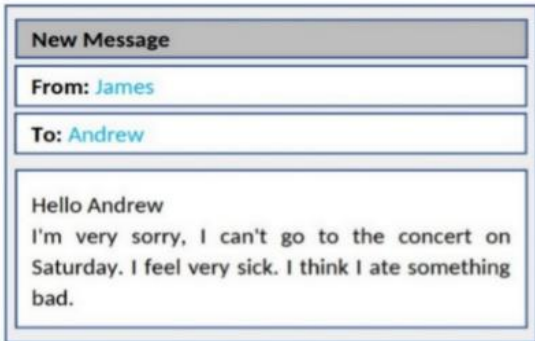 New Message
From: James
To: Andrew
Hello Andrew
I'm very sorry, I can't go to the concert on
Saturday. I feel very sick. I think I ate something
bad.